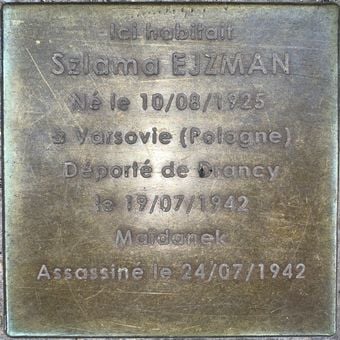 Ici habitait
Szlama EJZMAN
Né le 10/08/1925
à Varsovie (Pologne)
Déporté de Drancy
le 19/07/1942
Maïdanek
Assassiné le 24/07/1942